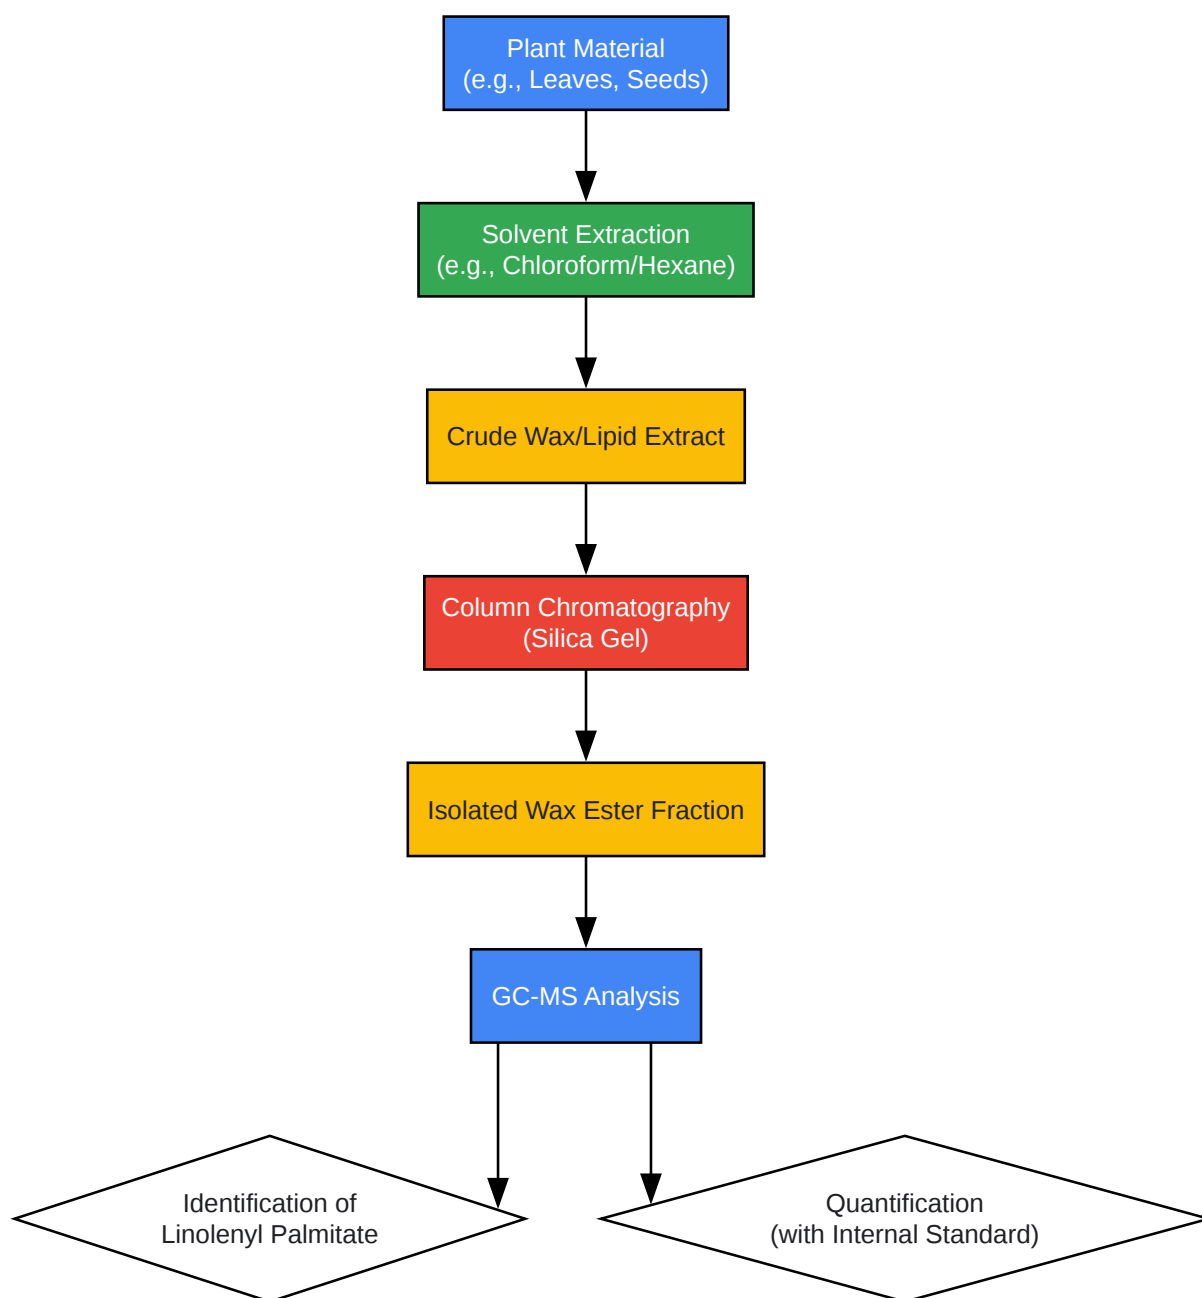 Plant Material
(e.g., Leaves, Seeds)
Solvent Extraction
(e.g., Chloroform/Hexane)
Crude Wax/Lipid Extract
Column Chromatography
(Silica Gel)
Isolated Wax Ester Fraction
GC-MS Analysis
Identification of
Linolenyl Palmitate
Quantification
(with Internal Standard)